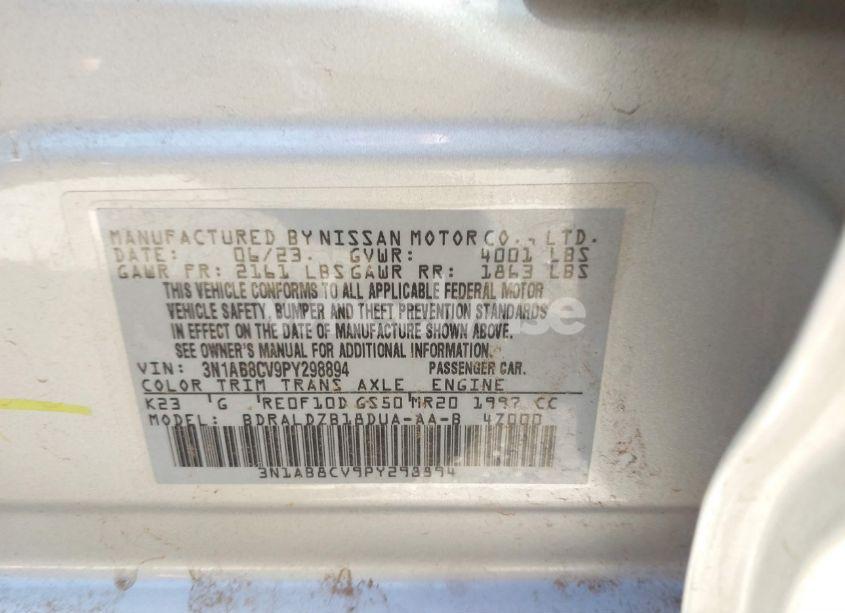 MANUFACTURED BY NISSAN MOTOR CO., LTD.
DATE: 06/23. GVWR: 4001 LBS
GAWR FR: 2161 LBS GAWR RR: 1863 LBS
THIS VEHICLE CONFORMS TO ALL APPLICABLE FEDERAL MOTOR
VEHICLE SAFETY, BUMPER AND THEFT PREVENTION STANDARDS
IN EFFECT ON THE DATE OF MANUFACTURE SHOWN ABOVE.
SEE OWNER'S MANUAL FOR ADDITIONAL INFORMATION.
VIN: 3N1AB8CV9PY298894 PASSENGER CAR.
COLOR TRIM TRANS AXLE ENGINE
K23 G RE0F10D GS50 MR20 1997 CC
MODEL: BDRALDZB18DUA-AA-B 4Z000
3N1AB8CV9PY298894